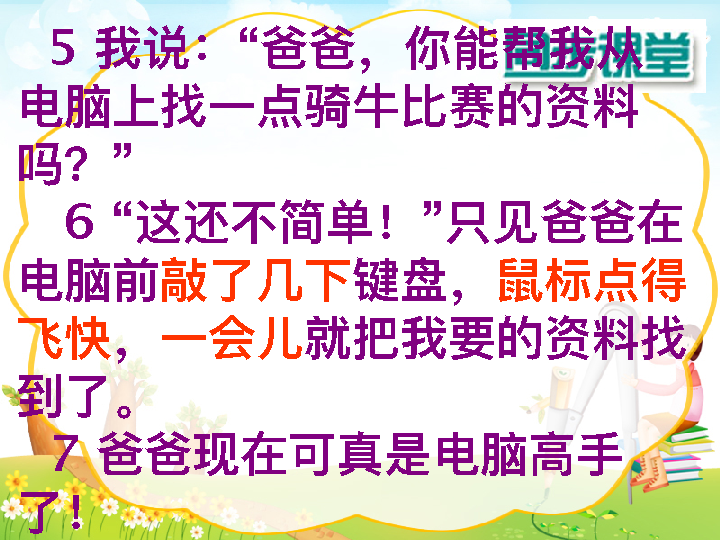 5 我说：“爸爸，你能帮我从
电脑上找一点骑牛比赛的资料
吗？”
6 “这还不简单！”只见爸爸在
电脑前敲了几下键盘，鼠标点得
飞快，一会儿就把我要的资料找
到了。
7 爸爸现在可真是电脑高手
了！
课堂